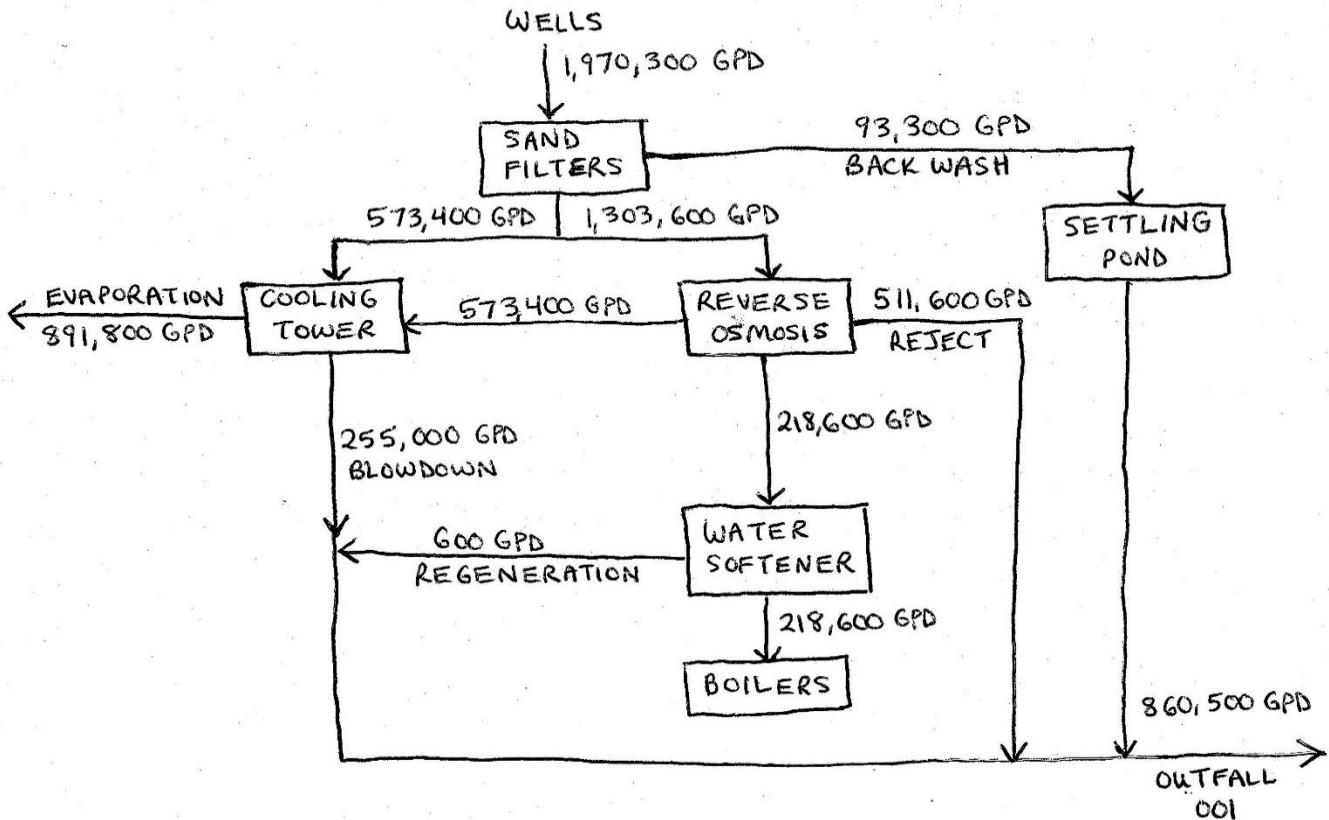 WELLS
1,970,300 GPD
SAND
FILTERS
93,300 GPD
BACK WASH
573,400 GPD
1,303,600 GPD
SETTLING
POND
EVAPORATION
891,800 GPD
COOLING
TOWER
573,400 GPD
REVERSE
OSMOSIS
511,600 GPD
REJECT
218,600 GPD
255,000 GPD
BLOWDOWN
600 GPD
REGENERATION
WATER
SOFTENER
218,600 GPD
BOILERS
860,500 GPD
OUTFALL
001